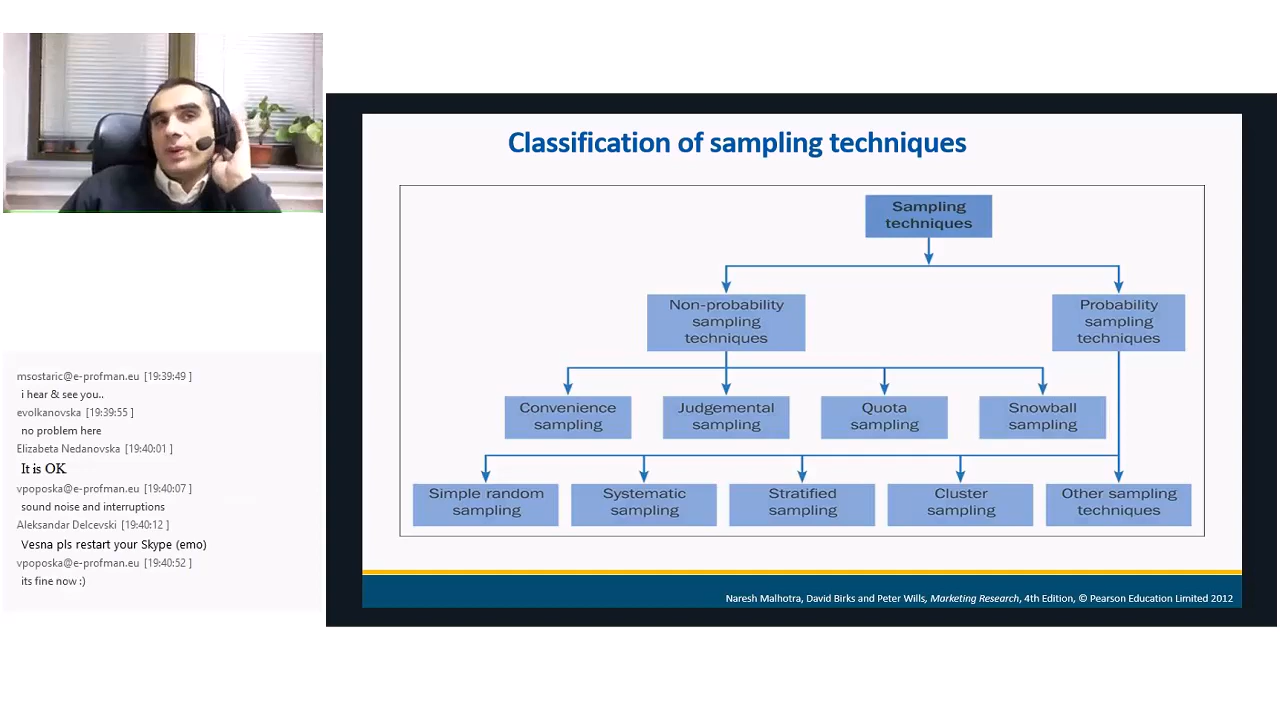 Classification of sampling techniques
Sampling
techniques
Non-probability
sampling
techniques
Probability
sampling
techniques
Convenience
sampling
Judgemental
sampling
Quota
sampling
Snowball
sampling
Simple random
sampling
Systematic
sampling
Stratified
sampling
Cluster
sampling
Other sampling
techniques
Naresh Malhotra, David Birks and Peter Wills, Marketing Research, 4th Edition, © Pearson Education Limited 2012
msostaric@e-profman.eu [19:39:49 ]
i hear & see you..
evolkanovska [19:39:55 ]
no problem here
Elizabeta Nedanovska [19:40:01 ]
It is OK
vpoposka@e-profman.eu [19:40:07 ]
sound noise and interruptions
Aleksandar Delcevski [19:40:12 ]
Vesna pls restart your Skype (emo)
vpoposka@e-profman.eu [19:40:52 ]
its fine now :)